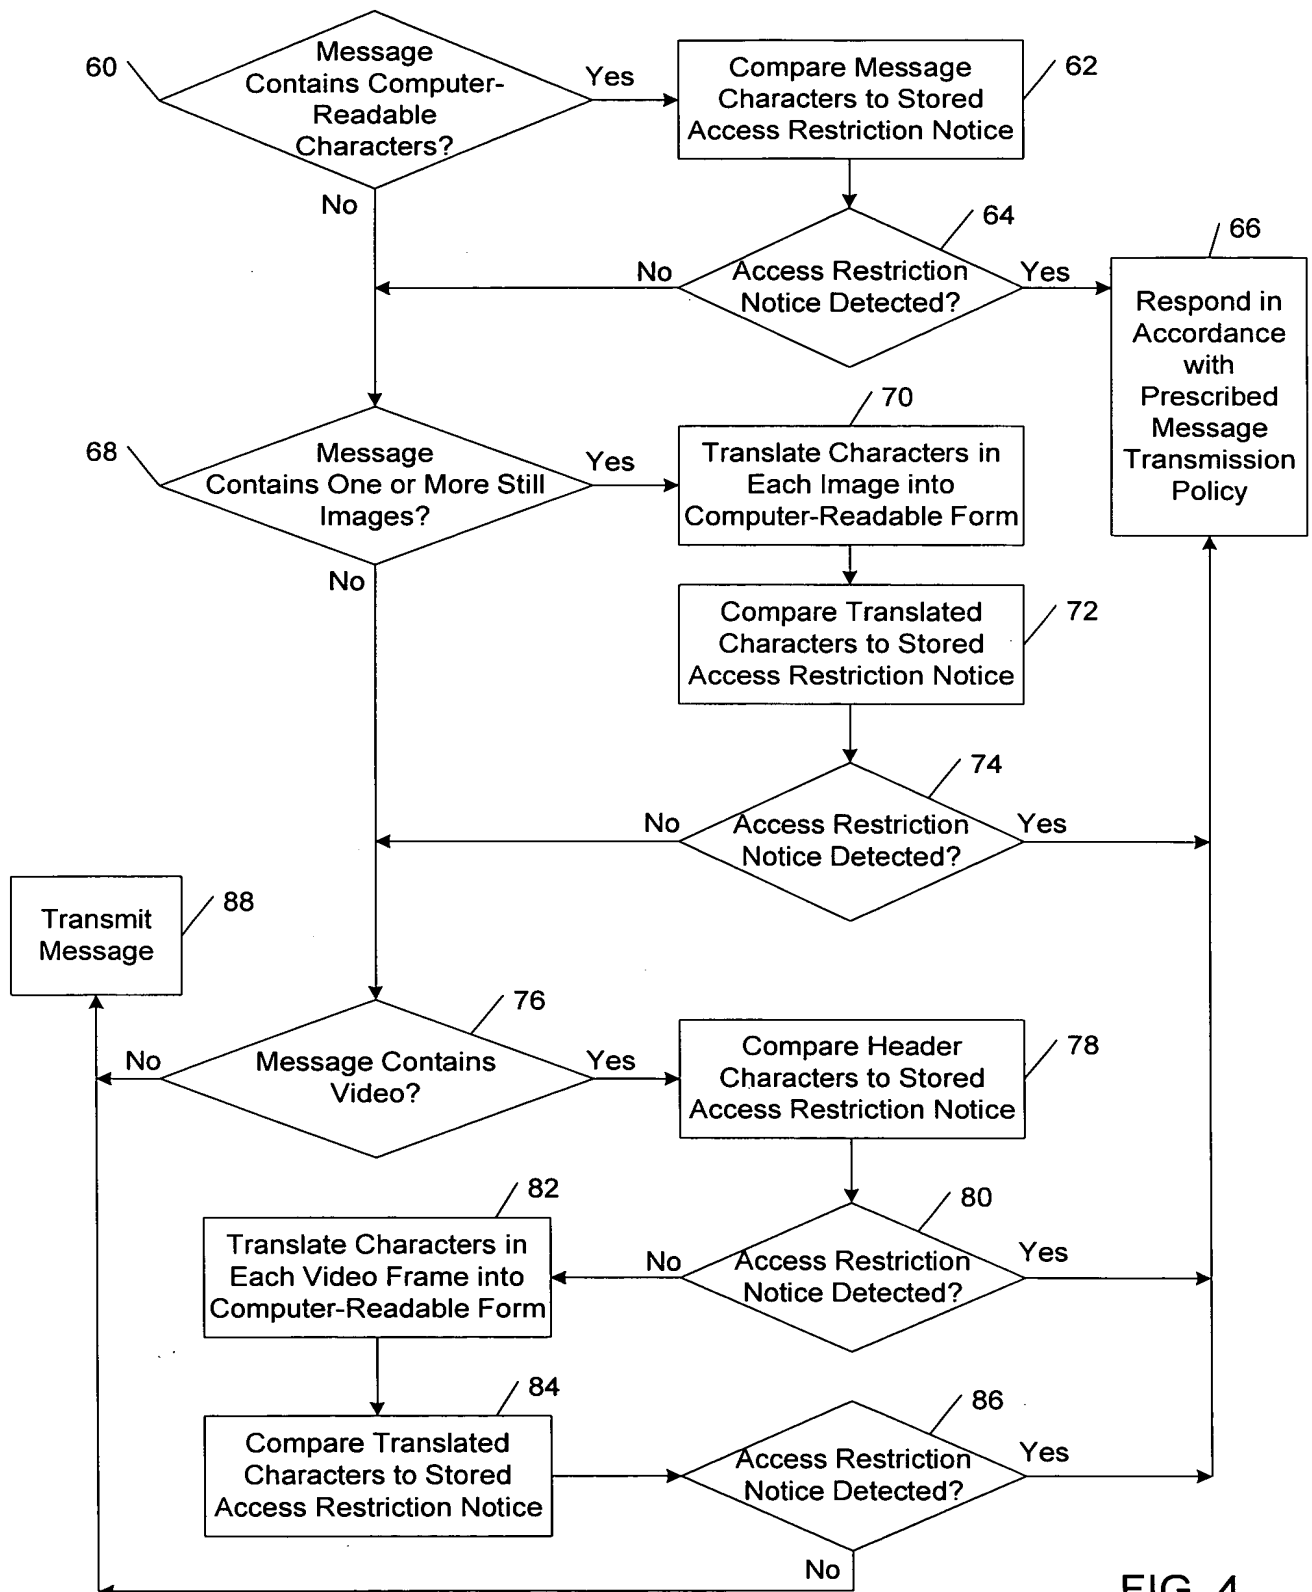 Message
Contains Computer-
Readable
Characters?
60
Yes
No
Compare Message
Characters to Stored
Access Restriction Notice
62
Access Restriction
Notice Detected?
64
No
Yes
66
Respond in
Accordance
with
Prescribed
Message
Transmission
Policy
68
Message
Contains One or More Still
Images?
Yes
No
70
Translate Characters in
Each Image into
Computer-Readable Form
Compare Translated
Characters to Stored
Access Restriction Notice
72
74
Access Restriction
Notice Detected?
No
Yes
Transmit
Message
88
76
Message Contains
Video?
No
Yes
Compare Header
Characters to Stored
Access Restriction Notice
78
80
Access Restriction
Notice Detected?
No
Yes
82
Translate Characters in
Each Video Frame into
Computer-Readable Form
84
Compare Translated
Characters to Stored
Access Restriction Notice
86
Access Restriction
Notice Detected?
Yes
No
FIG. 4